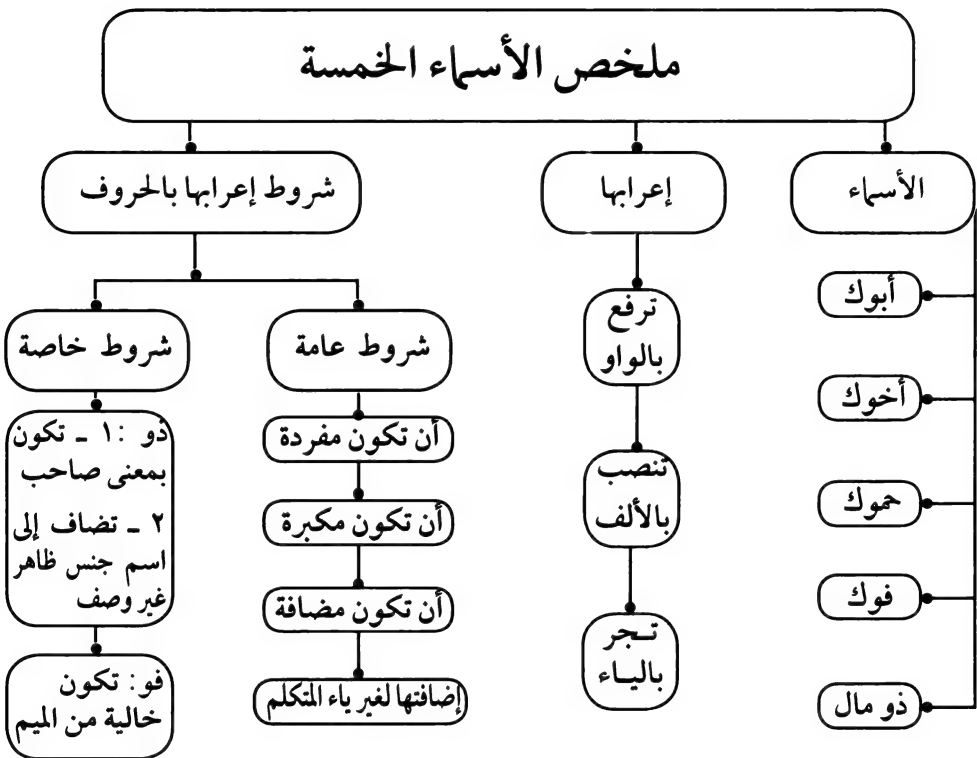 ملخص الأسماء الخمسة
الأسماء
أبوك
أخوك
حموك
فوك
ذو مال
إعرابها
ترفع
بالواو
تنصب
بالألف
تـجر
باليـاء
شروط إعرابها بالحروف
شروط عامة
أن تكون مفردة
أن تكون مكبرة
أن تكون مضافة
إضافتها لغير ياء المتكلم
شروط خاصة
ذو : ١ ـ تكون
بمعنى صاحب
٢ ـ تضاف إلى
اسم جنس ظاهر
غير وصف
فو: تكون
خالية من الميم